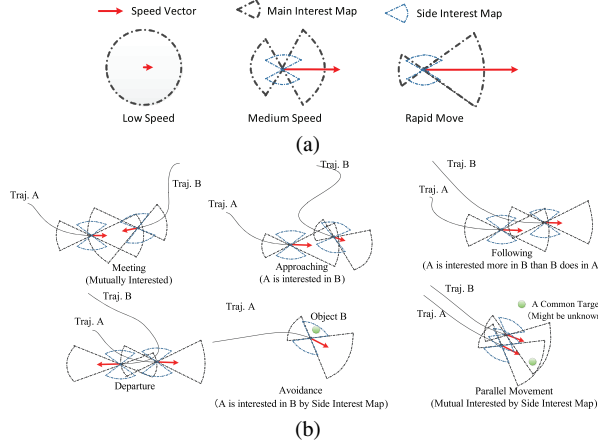 Speed Vector Main Interest Map Side Interest Map
Low Speed Medium Speed Rapid Move
(a)
Traj. A Traj. B
Meeting
(Mutually Interested)
Traj. B
Traj. A
Approaching
(A is interested in B)
Traj. B
Traj. A
Following
(A is interested more in B than B does in A)
Traj. B
Traj. A
Departure
Traj. A Object B
Avoidance
(A is interested in B by Side Interest Map)
Traj. B
Traj. A
A Common Targe
(Might be unknown
Parallel Movement
(Mutual Interested by Side Interest Map)
(b)